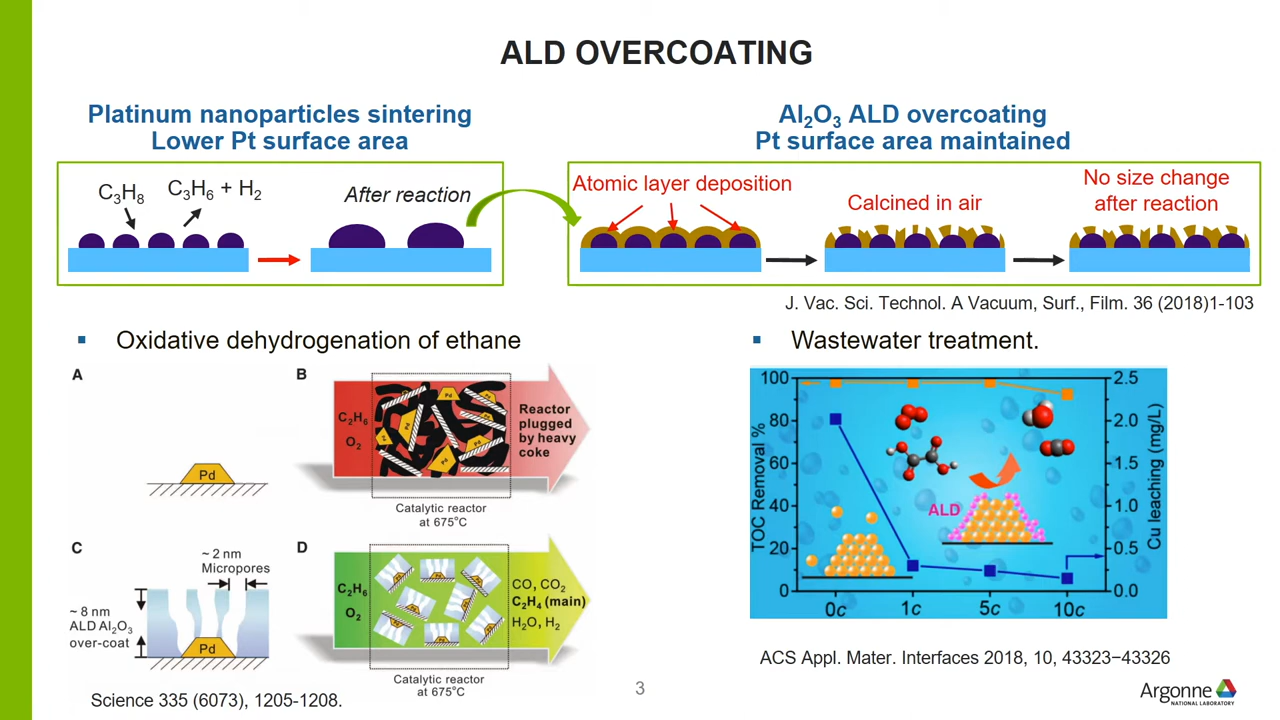 ALD OVERCOATING
Platinum nanoparticles sintering
Lower Pt surface area
C₃H₈
C₃H₆ + H₂
After reaction
Al₂O₃ ALD overcoating
Pt surface area maintained
Atomic layer deposition
Calcined in air
No size change
after reaction
J. Vac. Sci. Technol. A Vacuum, Surf., Film. 36 (2018)1-103
▪ Oxidative dehydrogenation of ethane
A
Pd
B
C₂H₆
O₂
Pd
Reactor
plugged
by heavy
coke
Catalytic reactor
at 675°C
C
~ 2 nm
Micropores
~ 8 nm
ALD Al₂O₃
over-coat
Pd
D
C₂H₆
O₂
CO, CO₂
C₂H₄ (main)
H₂O, H₂
Catalytic reactor
at 675°C
Science 335 (6073), 1205-1208.
▪ Wastewater treatment.
TOC Removal %
100
80
60
40
20
0
0c
1c
5c
10c
ALD
2.5
2.0
1.5
1.0
0.5
0.0
Cu leaching (mg/L)
ACS Appl. Mater. Interfaces 2018, 10, 43323−43326
3
Argonne
NATIONAL LABORATORY